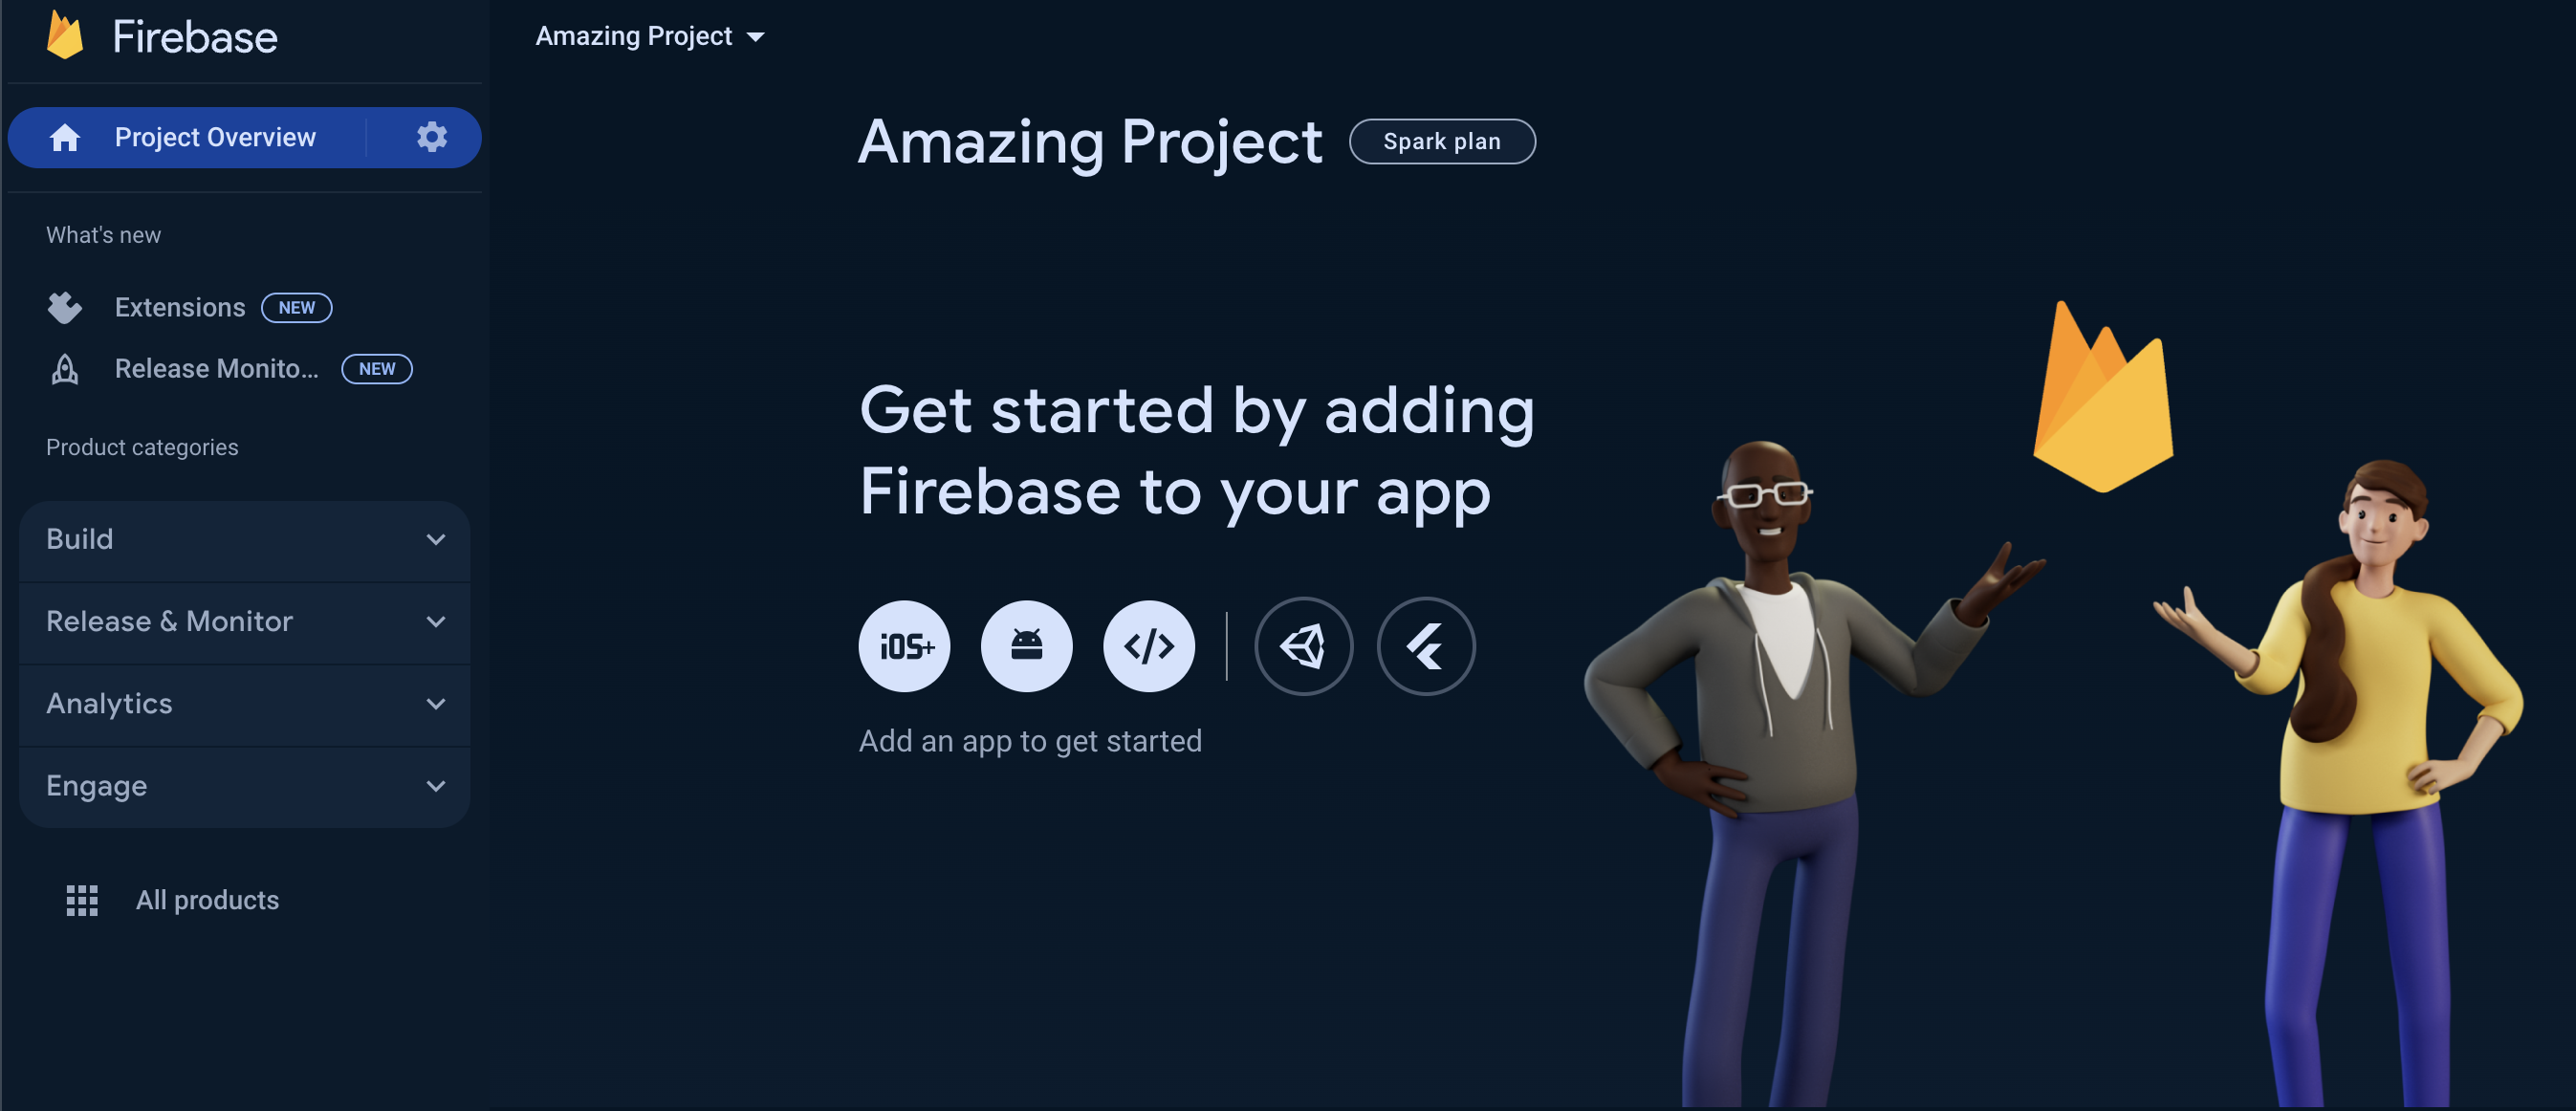 Firebase
Project Overview
What's new
Extensions NEW
Release Monito... NEW
Product categories
Build
Release & Monitor
Analytics
Engage
All products
Amazing Project
Amazing Project Spark plan
Get started by adding
Firebase to your app
iOS+ </>
Add an app to get started